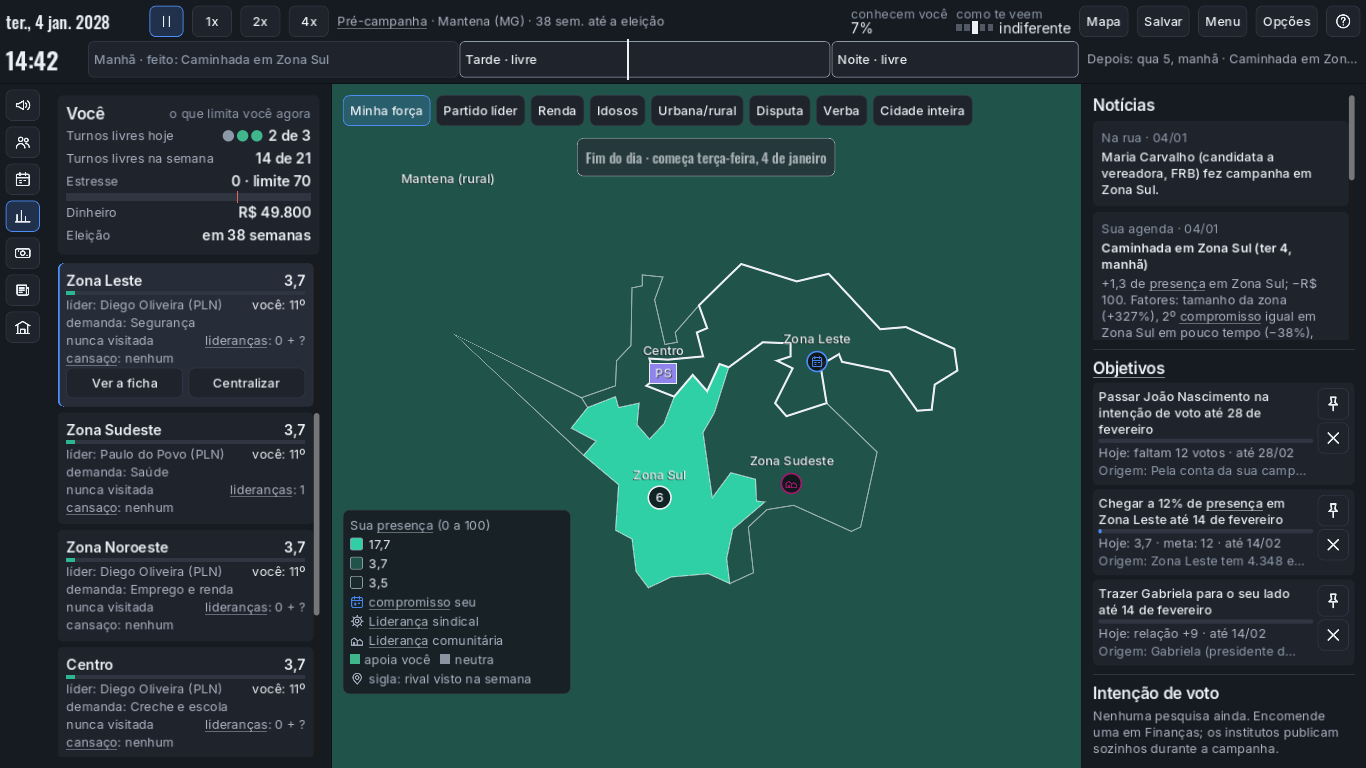 ter., 4 jan. 2028
1x
2x
4x
Pré-campanha · Mantena (MG) · 38 sem. até a eleição
conhecem você
7%
como te veem
indiferente
Mapa
Salvar
Menu
Opções
14:42
Manhã · feito: Caminhada em Zona Sul
Tarde · livre
Noite · livre
Depois: qua 5, manhã · Caminhada em Zon...
Você
o que limita você agora
Turnos livres hoje 2 de 3
Turnos livres na semana 14 de 21
Estresse 0 · limite 70
Dinheiro R$ 49.800
Eleição em 38 semanas
Zona Leste 3,7
líder: Diego Oliveira (PLN) você: 11º
demanda: Segurança
nunca visitada lideranças: 0 + ?
cansaço: nenhum
Ver a ficha
Centralizar
Zona Sudeste 3,7
líder: Paulo do Povo (PLN) você: 11º
demanda: Saúde
nunca visitada lideranças: 1
cansaço: nenhum
Zona Noroeste 3,7
líder: Diego Oliveira (PLN) você: 11º
demanda: Emprego e renda
nunca visitada lideranças: 0 + ?
cansaço: nenhum
Centro 3,7
líder: Diego Oliveira (PLN) você: 11º
demanda: Creche e escola
nunca visitada lideranças: 0 + ?
cansaço: nenhum
Minha força
Partido líder
Renda
Idosos
Urbana/rural
Disputa
Verba
Cidade inteira
Fim do dia · começa terça-feira, 4 de janeiro
Mantena (rural)
Zona Leste
Centro
PS
Zona Sudeste
Zona Sul
6
Sua presença (0 a 100)
17,7
3,7
3,5
compromisso seu
Liderança sindical
Liderança comunitária
apoia você neutra
sigla: rival visto na semana
Notícias
Na rua · 04/01
Maria Carvalho (candidata a
vereadora, FRB) fez campanha em
Zona Sul.
Sua agenda · 04/01
Caminhada em Zona Sul (ter 4,
manhã)
+1,3 de presença em Zona Sul; −R$
100. Fatores: tamanho da zona
(+327%), 2º compromisso igual em
Zona Sul em pouco tempo (−38%),
Objetivos
Passar João Nascimento na
intenção de voto até 28 de
fevereiro
Hoje: faltam 12 votos · até 28/02
Origem: Pela conta da sua camp...
Chegar a 12% de presença em
Zona Leste até 14 de fevereiro
Hoje: 3,7 · meta: 12 · até 14/02
Origem: Zona Leste tem 4.348 e...
Trazer Gabriela para o seu lado
até 14 de fevereiro
Hoje: relação +9 · até 14/02
Origem: Gabriela (presidente d...
Intenção de voto
Nenhuma pesquisa ainda. Encomende
uma em Finanças; os institutos publicam
sozinhos durante a campanha.